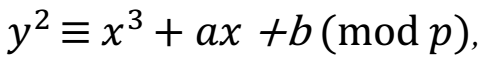 y² ≡ x³ + ax +b (mod p),